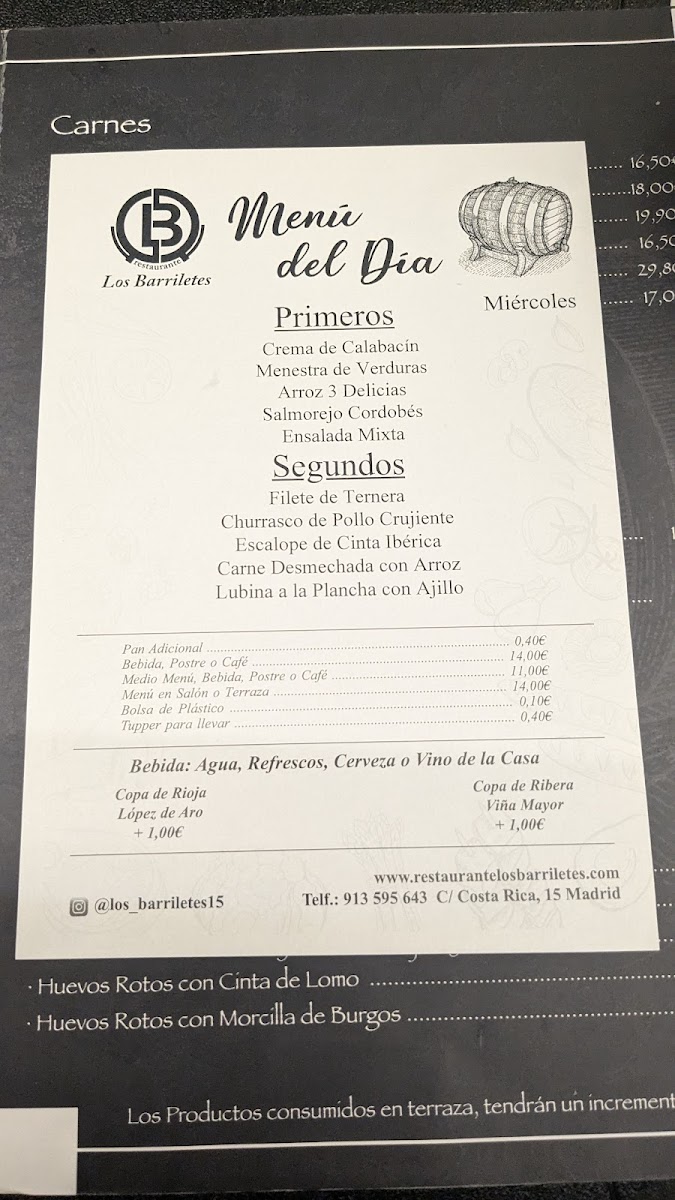 Carnes
16,50
18,00
19,90
16,50
29,80
17,0
LB
restaurante
Los Barriletes
Menú
del Día
Miércoles
Primeros
Crema de Calabacín
Menestra de Verduras
Arroz 3 Delicias
Salmorejo Cordobés
Ensalada Mixta
Segundos
Filete de Ternera
Churrasco de Pollo Crujiente
Escalope de Cinta Ibérica
Carne Desmechada con Arroz
Lubina a la Plancha con Ajillo
Pan Adicional ........ 0,40€
Bebida, Postre o Café ........ 14,00€
Medio Menú, Bebida, Postre o Café ........ 11,00€
Menú en Salón o Terraza ........ 14,00€
Bolsa de Plástico ........ 0,10€
Tupper para llevar ........ 0,40€
Bebida: Agua, Refrescos, Cerveza o Vino de la Casa
Copa de Rioja
López de Aro
+ 1,00€
Copa de Ribera
Viña Mayor
+ 1,00€
www.restaurantelosbarriletes.com
@los_barriletes15
Telf.: 913 595 643 C/ Costa Rica, 15 Madrid
· Huevos Rotos con Cinta de Lomo ........
· Huevos Rotos con Morcilla de Burgos ........
Los Productos consumidos en terraza, tendrán un increment